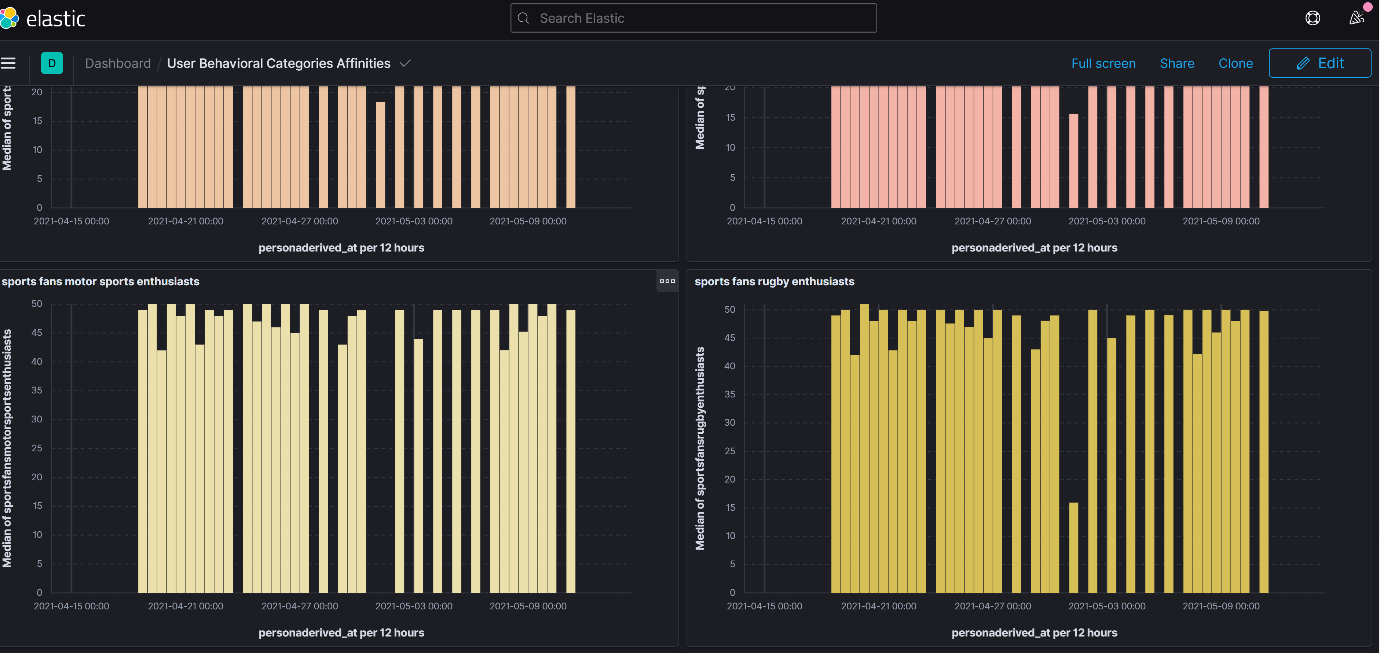 elastic
Search Elastic
D
Dashboard / User Behavioral Categories Affinities
Full screen
Share
Clone
Edit
Median of sports
20
15
10
5
0
2021-04-15 00:00 2021-04-21 00:00 2021-04-27 00:00 2021-05-03 00:00 2021-05-09 00:00
personaderived_at per 12 hours
Median of sp
20
15
10
5
0
2021-04-15 00:00 2021-04-21 00:00 2021-04-27 00:00 2021-05-03 00:00 2021-05-09 00:00
personaderived_at per 12 hours
sports fans motor sports enthusiasts
Median of sportsfansmotorsportsenthusiasts
50
45
40
35
30
25
20
15
10
5
0
2021-04-15 00:00 2021-04-21 00:00 2021-04-27 00:00 2021-05-03 00:00 2021-05-09 00:00
personaderived_at per 12 hours
sports fans rugby enthusiasts
Median of sportsfansrugbyenthusiasts
50
45
40
35
30
25
20
15
10
5
0
2021-04-15 00:00 2021-04-21 00:00 2021-04-27 00:00 2021-05-03 00:00 2021-05-09 00:00
personaderived_at per 12 hours